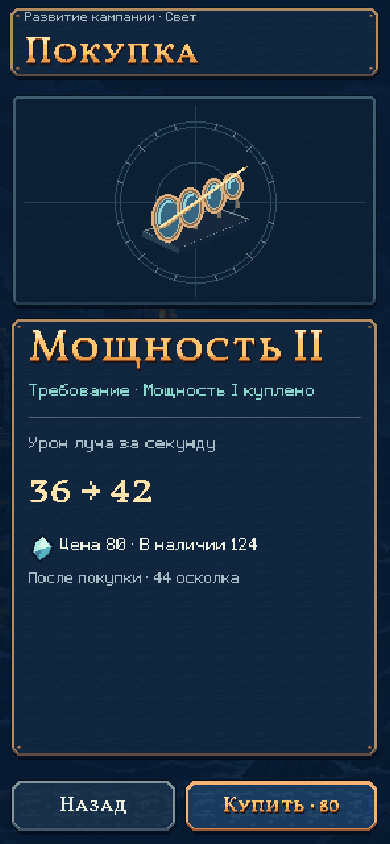 Развитие кампании · Свет
Покупка
Мощность II
Требование · Мощность I куплено
Урон луча за секунду
36 → 42
Цена 80 · В наличии 124
После покупки · 44 осколка
Назад
Купить · 80